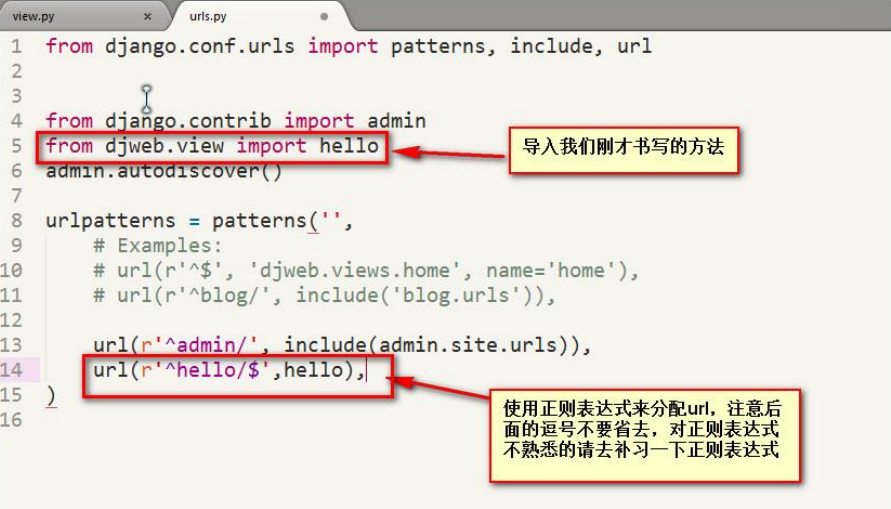 view.py × urls.py
1 from django.conf.urls import patterns, include, url
2
3
4 from django.contrib import admin
5 from djweb.view import hello
导入我们刚才书写的方法
6 admin.autodiscover()
7
8 urlpatterns = patterns('',
9     # Examples:
10     # url(r'^$', 'djweb.views.home', name='home'),
11     # url(r'^blog/', include('blog.urls')),
12
13     url(r'^admin/', include(admin.site.urls)),
14     url(r'^hello/$',hello),
15 )
16
使用正则表达式来分配url，注意后
面的逗号不要省去，对正则表达式
不熟悉的请去补习一下正则表达式